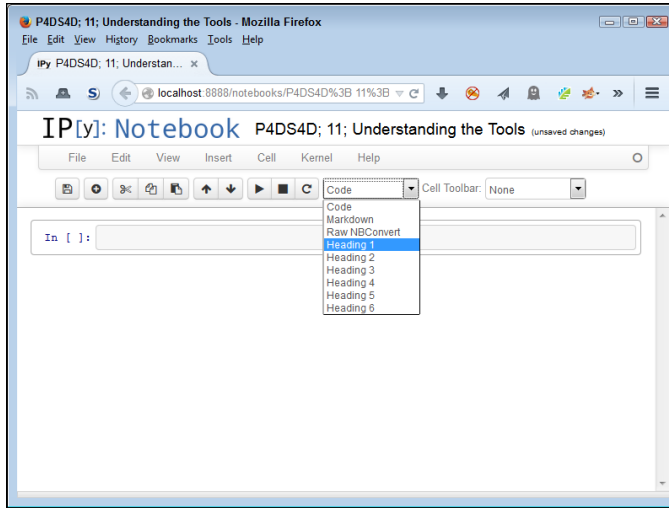 P4DS4D; 11; Understanding the Tools - Mozilla Firefox
File Edit View History Bookmarks Tools Help
IPy P4DS4D; 11; Understan... ×
S) localhost:8888/notebooks/P4DS4D%3B 11%3B
IP[y]: Notebook P4DS4D; 11; Understanding the Tools (unsaved changes)
File Edit View Insert Cell Kernel Help
Code Cell Toolbar: None
Code
Markdown
Raw NBConvert
Heading 1
Heading 2
Heading 3
Heading 4
Heading 5
Heading 6
In [ ]: